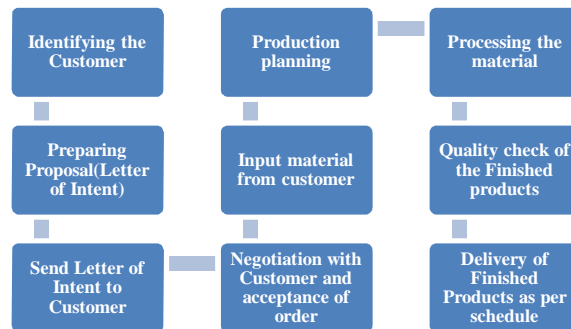 Identifying the
Customer
Preparing
Proposal(Letter
of Intent)
Send Letter of
Intent to
Customer
Negotiation with
Customer and
acceptance of
order
Input material
from customer
Production
planning
Processing the
material
Quality check of
the Finished
products
Delivery of
Finished
Products as per
schedule